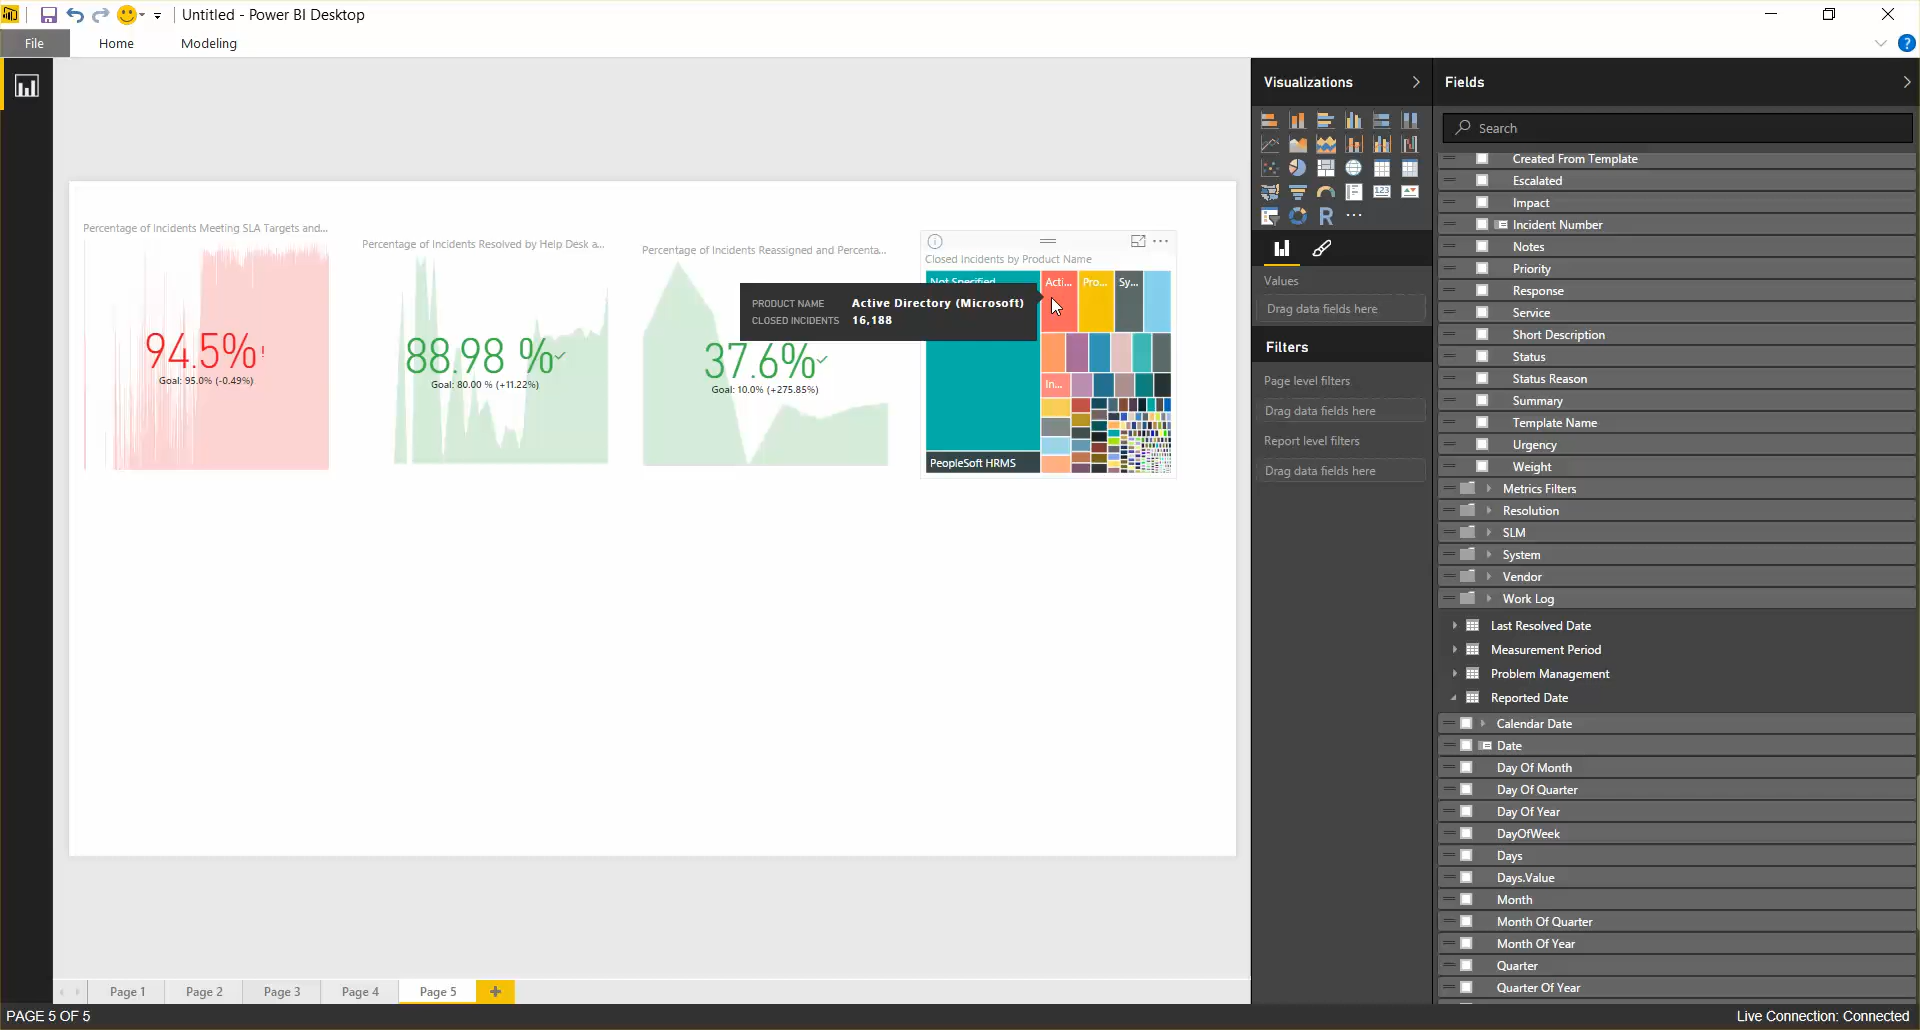 Untitled - Power BI Desktop
File Home Modeling
?
Percentage of Incidents Meeting SLA Targets and...
94.5%!
Goal: 95.0% (-0.49%)
Percentage of Incidents Resolved by Help Desk a...
88.98 %
Goal: 80.00 % (+11.22%)
Percentage of Incidents Reassigned and Percenta...
37.6%
Goal: 10.0% (+275.85%)
Closed Incidents by Product Name
Not Specified
Acti...
Pro...
Sy...
In...
PeopleSoft HRMS
PRODUCT NAME Active Directory (Microsoft)
CLOSED INCIDENTS 16,188
Page 1 Page 2 Page 3 Page 4 Page 5
PAGE 5 OF 5
Visualizations
123
R
Values
Drag data fields here
Filters
Page level filters
Drag data fields here
Report level filters
Drag data fields here
Fields
Search
Created From Template
Escalated
Impact
Incident Number
Notes
Priority
Response
Service
Short Description
Status
Status Reason
Summary
Template Name
Urgency
Weight
Metrics Filters
Resolution
SLM
System
Vendor
Work Log
Last Resolved Date
Measurement Period
Problem Management
Reported Date
Calendar Date
Date
Day Of Month
Day Of Quarter
Day Of Year
DayOfWeek
Days
Days.Value
Month
Month Of Quarter
Month Of Year
Quarter
Quarter Of Year
Live Connection: Connected